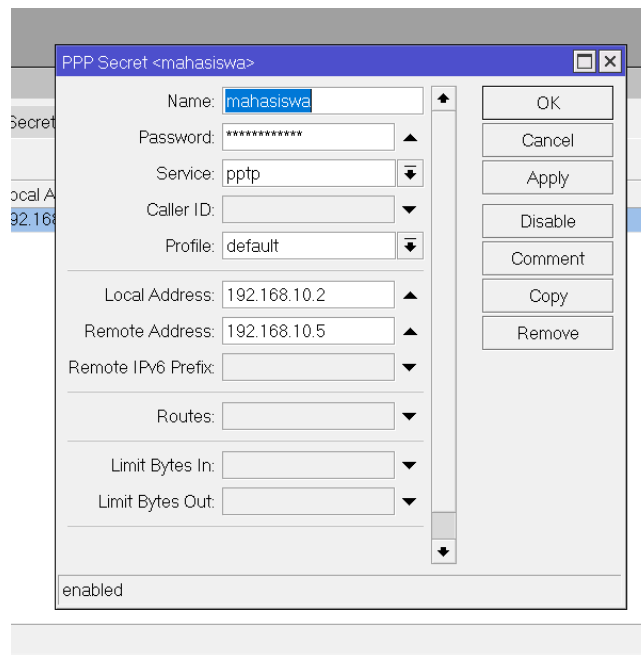 PPP Secret <mahasiswa>
Name: mahasiswa
OK
Secret
Password: ************
Cancel
Service: pptp
Apply
ocal A
Caller ID:
92.168
Disable
Profile: default
Comment
Local Address: 192.168.10.2
Copy
Remote Address: 192.168.10.5
Remove
Remote IPv6 Prefix:
Routes:
Limit Bytes In:
Limit Bytes Out:
enabled